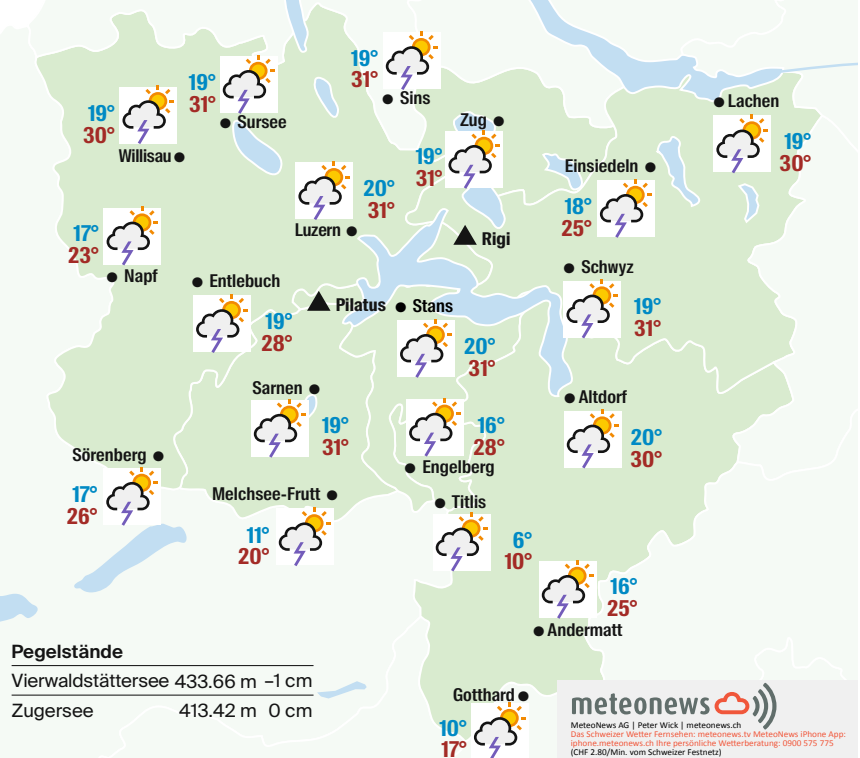 19°
31°
Sins
19°
31°
Sursee
19°
30°
Willisau
Lachen
19°
30°
Zug
19°
31°
Einsiedeln
18°
25°
20°
31°
Luzern
17°
23°
Napf
Rigi
Schwyz
19°
31°
Entlebuch
19°
28°
Pilatus
Stans
20°
31°
Sarnen
19°
31°
16°
28°
Engelberg
Altdorf
20°
30°
Sörenberg
17°
26°
Melchsee-Frutt
11°
20°
Titlis
6°
10°
16°
25°
Andermatt
Gotthard
10°
17°
Pegelstände
Vierwaldstättersee 433.66 m –1 cm
Zugersee 413.42 m 0 cm
meteonews
MeteoNews AG | Peter Wick | meteonews.ch
Das Schweizer Wetter Fernsehen: meteonews.tv MeteoNews iPhone App:
iphone.meteonews.ch Ihre persönliche Wetterberatung: 0900 575 775
(CHF 2.80/Min. vom Schweizer Festnetz)